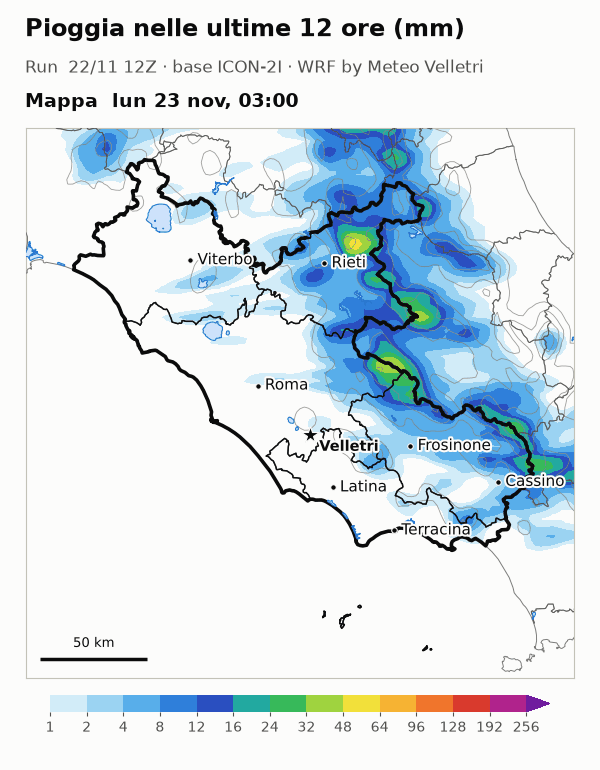 Pioggia nelle ultime 12 ore (mm)
Run 22/11 12Z · base ICON-2I · WRF by Meteo Velletri
Mappa lun 23 nov, 03:00
Viterbo
Rieti
Roma
Velletri
Frosinone
Latina
Cassino
Terracina
50 km
1 2 4 8 12 16 24 32 48 64 96 128 192 256